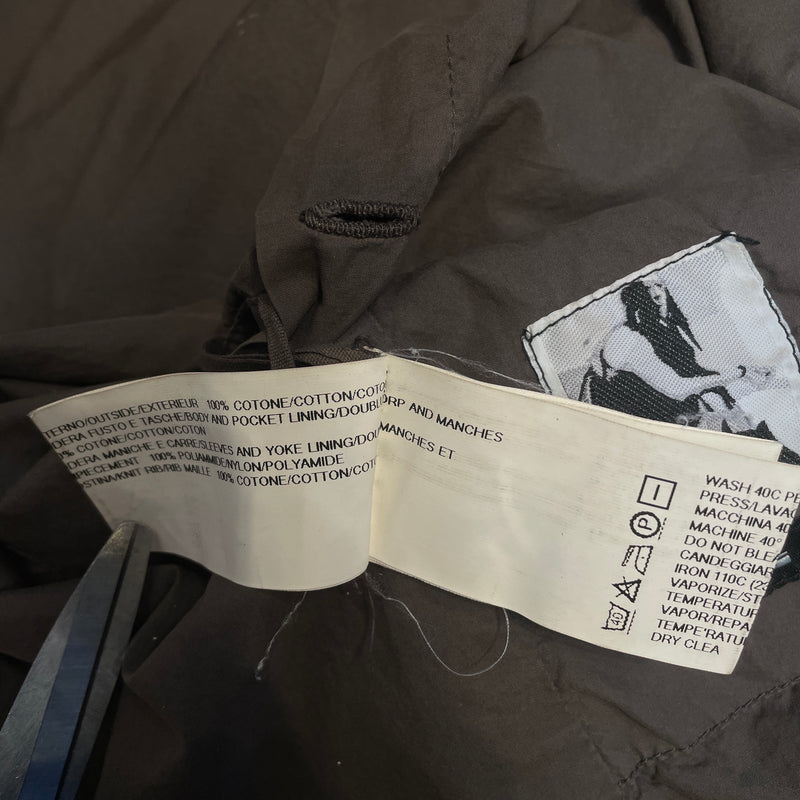 TERNO/OUTSIDE/EXTERIEUR 100% COTONE/COTTON/COTO
DERA FUSTO E TASCHE/BODY AND POCKET LINING/DOUBL
% COTONE/COTTON/COTON
DERA MANICHE E CARRE/SLEEVES AND YOKE LINING/DOU
PIECEMENT 100% POLIAMMIDE/NYLON/POLYAMIDE
STINA/KNIT RIB/RIB MAILLE 100% COTONE/COTTON/COT
ORP AND MANCHES
MANCHES ET
P
40
WASH 40C PE
PRESS/LAVAG
MACCHINA 40
MACHINE 40°
DO NOT BLEA
CANDEGGIAR
IRON 110C (23
VAPORIZE/ST
TEMPERATUR
VAPOR/REPA
TEMPE'RATU
DRY CLEA